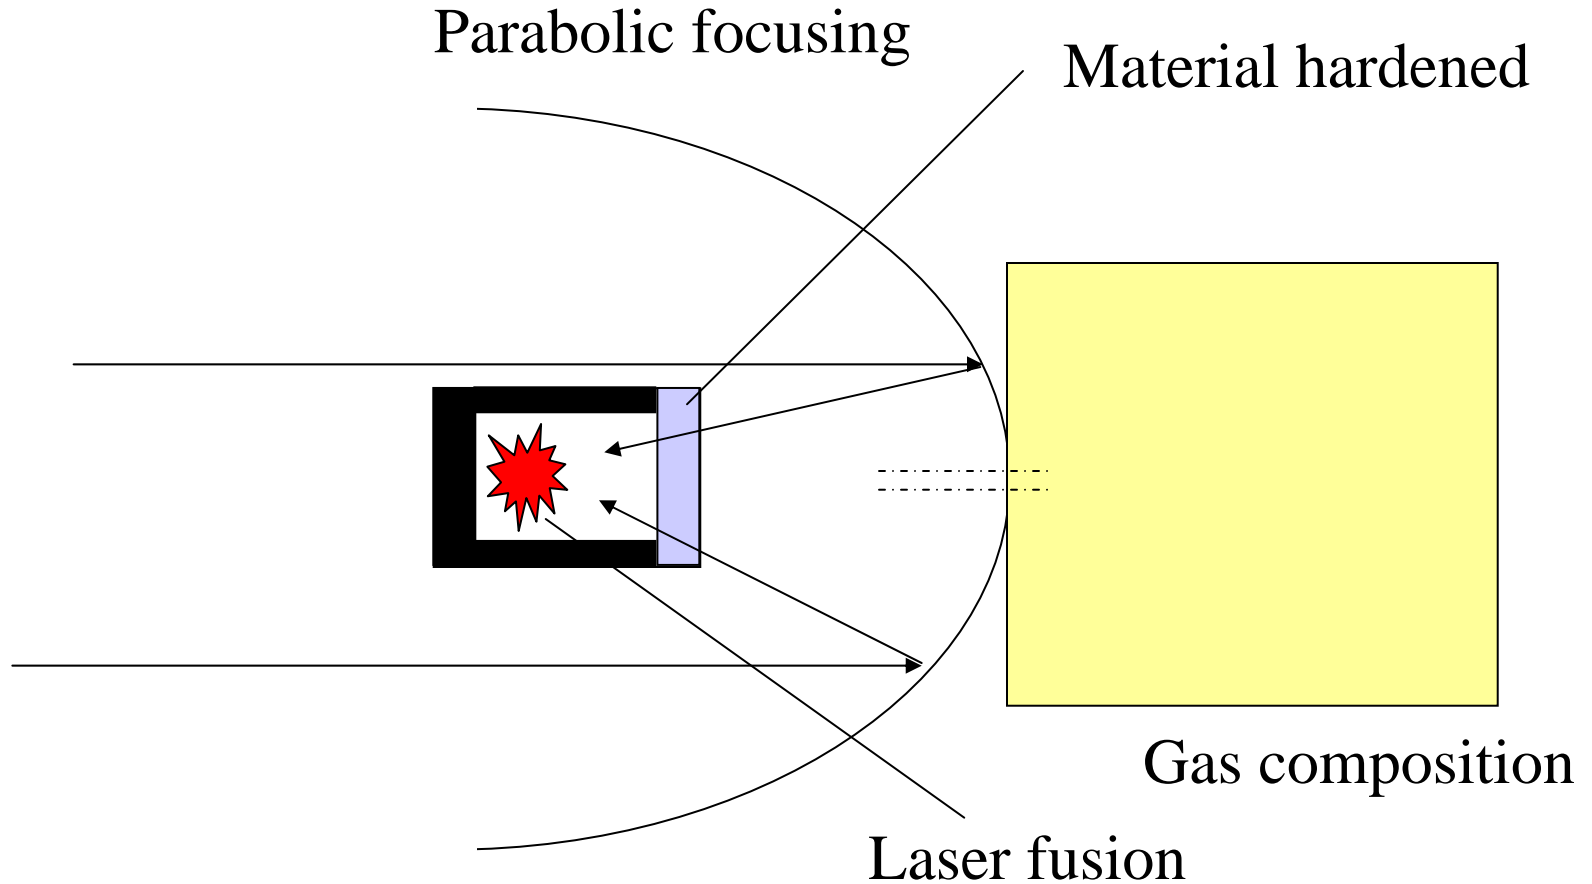 Parabolic focusing
Material hardened
Gas composition
Laser fusion